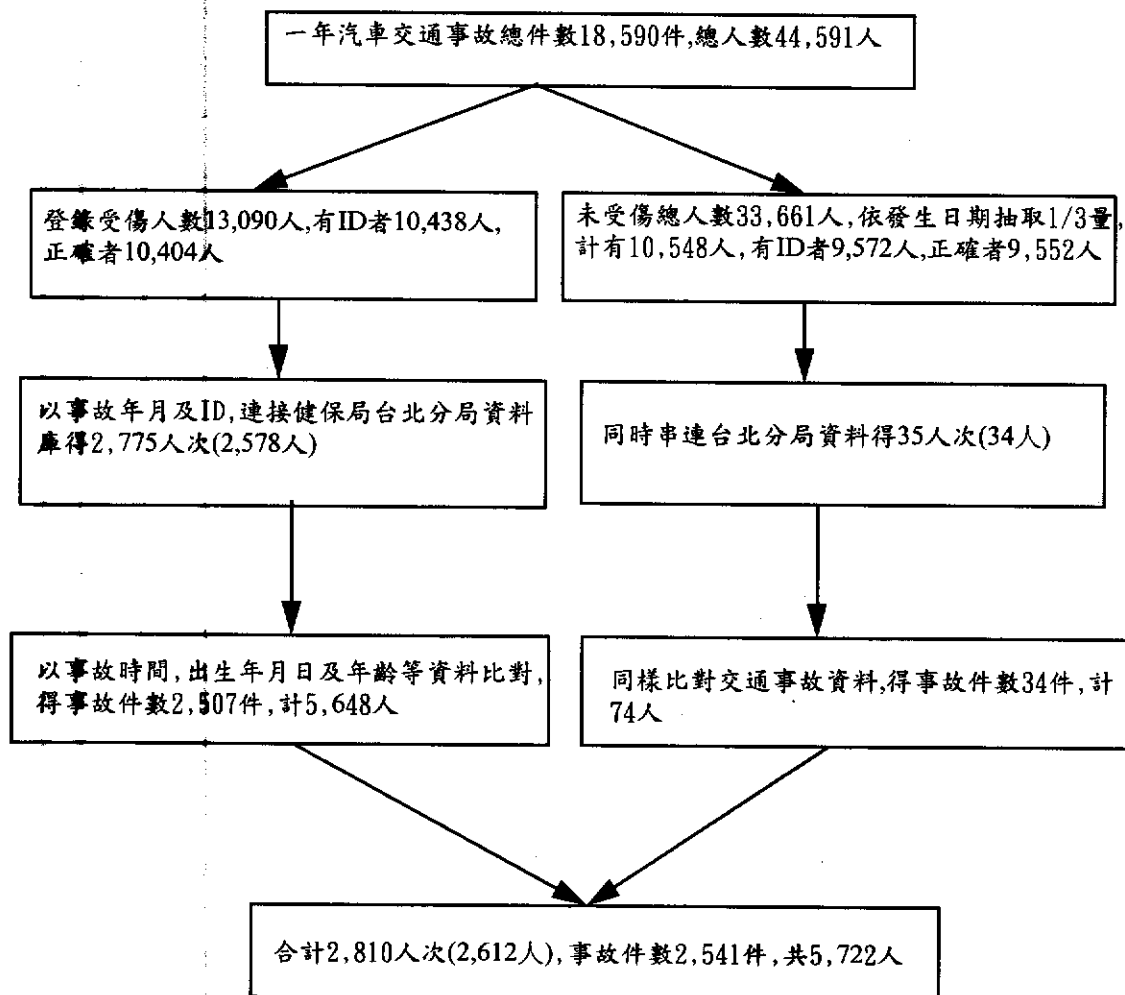 一年汽車交通事故總件數18,590件,總人數44,591人
登錄受傷人數13,090人,有ID者10,438人,
正確者10,404人
未受傷總人數33,661人,依發生日期抽取1/3量,
計有10,548人,有ID者9,572人,正確者9,552人
以事故年月及ID,連接健保局台北分局資料
庫得2,775人次(2,578人)
同時串連台北分局資料得35人次(34人)
以事故時間,出生年月日及年齡等資料比對,
得事故件數2,507件,計5,648人
同樣比對交通事故資料,得事故件數34件,計
74人
合計2,810人次(2,612人),事故件數2,541件,共5,722人